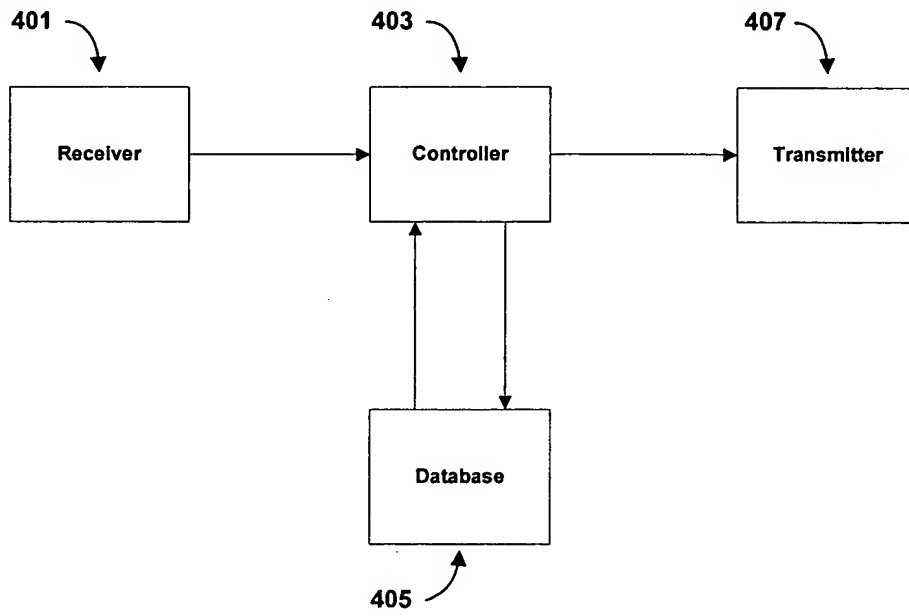 401
403
407
Receiver
Controller
Transmitter
Database
405